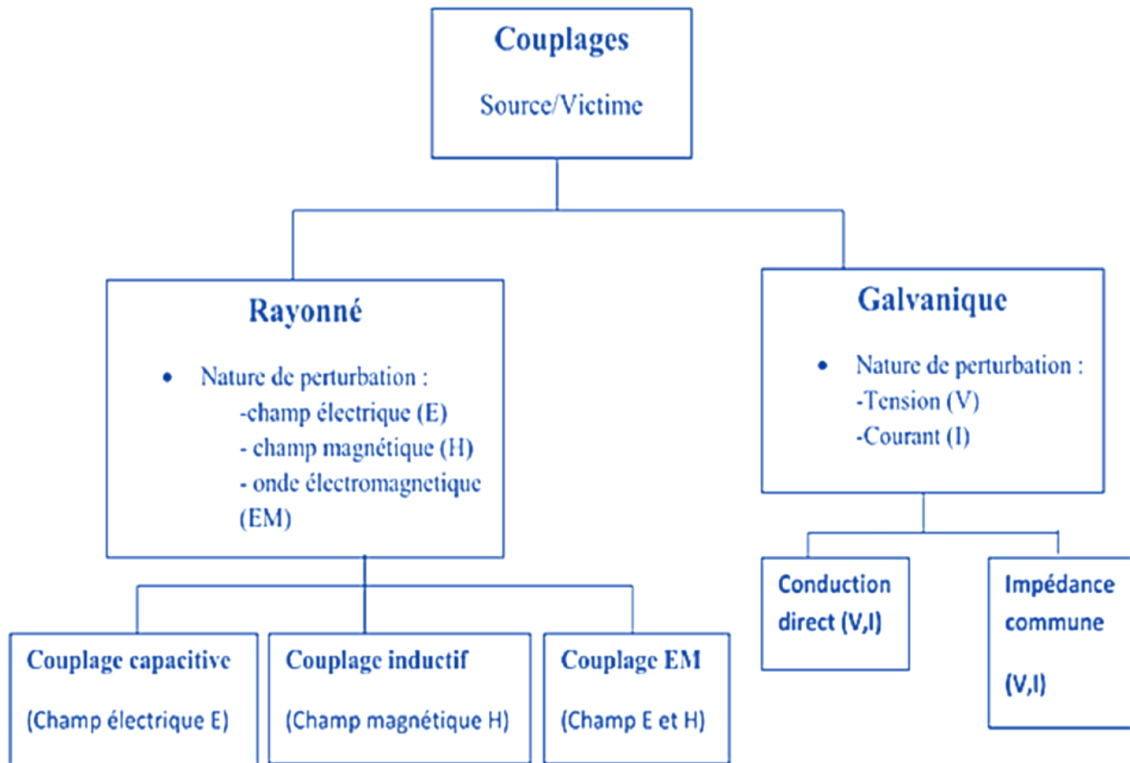 Couplages
Source/Victime
Rayonné
• Nature de perturbation :
-champ électrique (E)
- champ magnétique (H)
- onde électromagnetique
(EM)
Galvanique
• Nature de perturbation :
-Tension (V)
-Courant (I)
Couplage capacitive
(Champ électrique E)
Couplage inductif
(Champ magnétique H)
Couplage EM
(Champ E et H)
Conduction
direct (V,I)
Impédance
commune
(V,I)